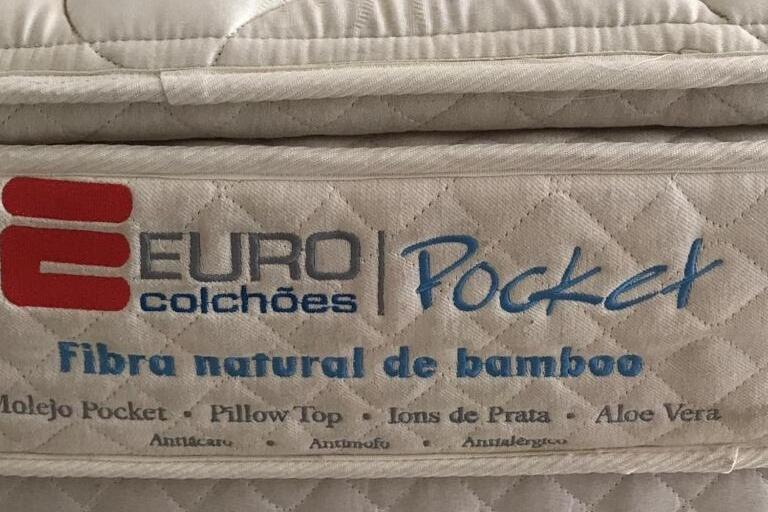 EURO
colchões
Pocket
Fibra natural de bamboo
Molejo Pocket • Pillow Top • Ions de Prata • Aloe Vera
Antiácaro • Antimofo • Antialérgico